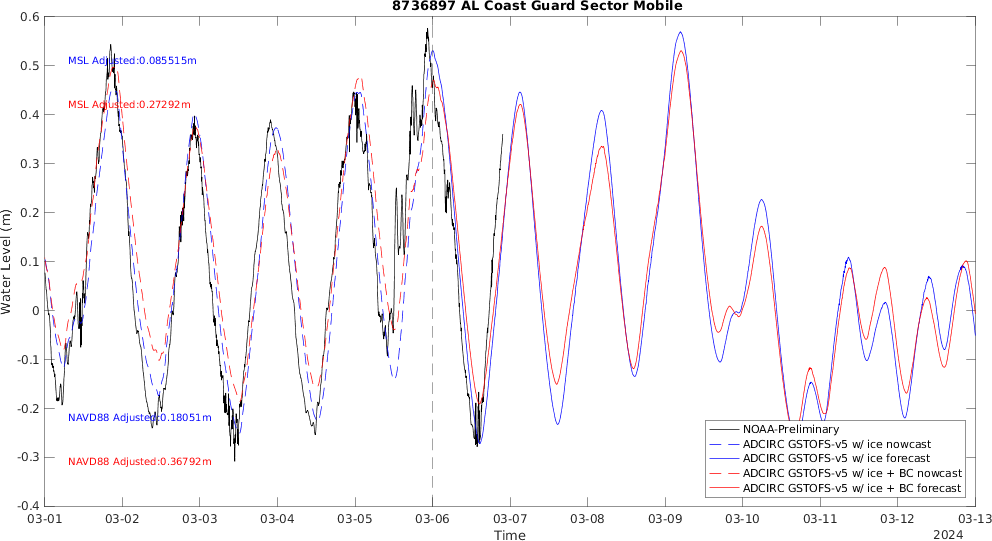 8736897 AL Coast Guard Sector Mobile
0.6
0.5
0.4
0.3
0.2
0.1
0
-0.1
-0.2
-0.3
-0.4
Water Level (m)
MSL Adjusted:0.085515m
MSL Adjusted:0.27292m
NAVD88 Adjusted:0.18051m
NAVD88 Adjusted:0.36792m
NOAA-Preliminary
ADCIRC GSTOFS-v5 w/ ice nowcast
ADCIRC GSTOFS-v5 w/ ice forecast
ADCIRC GSTOFS-v5 w/ ice + BC nowcast
ADCIRC GSTOFS-v5 w/ ice + BC forecast
03-01 03-02 03-03 03-04 03-05 03-06 03-07 03-08 03-09 03-10 03-11 03-12 03-13
Time
2024